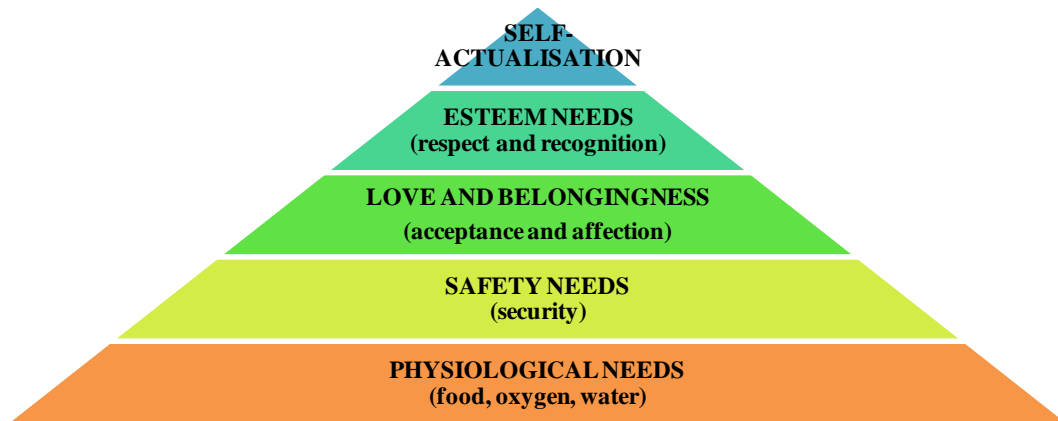 SELF-
ACTUALISATION
ESTEEM NEEDS
(respect and recognition)
LOVE AND BELONGINGNESS
(acceptance and affection)
SAFETY NEEDS
(security)
PHYSIOLOGICAL NEEDS
(food, oxygen, water)